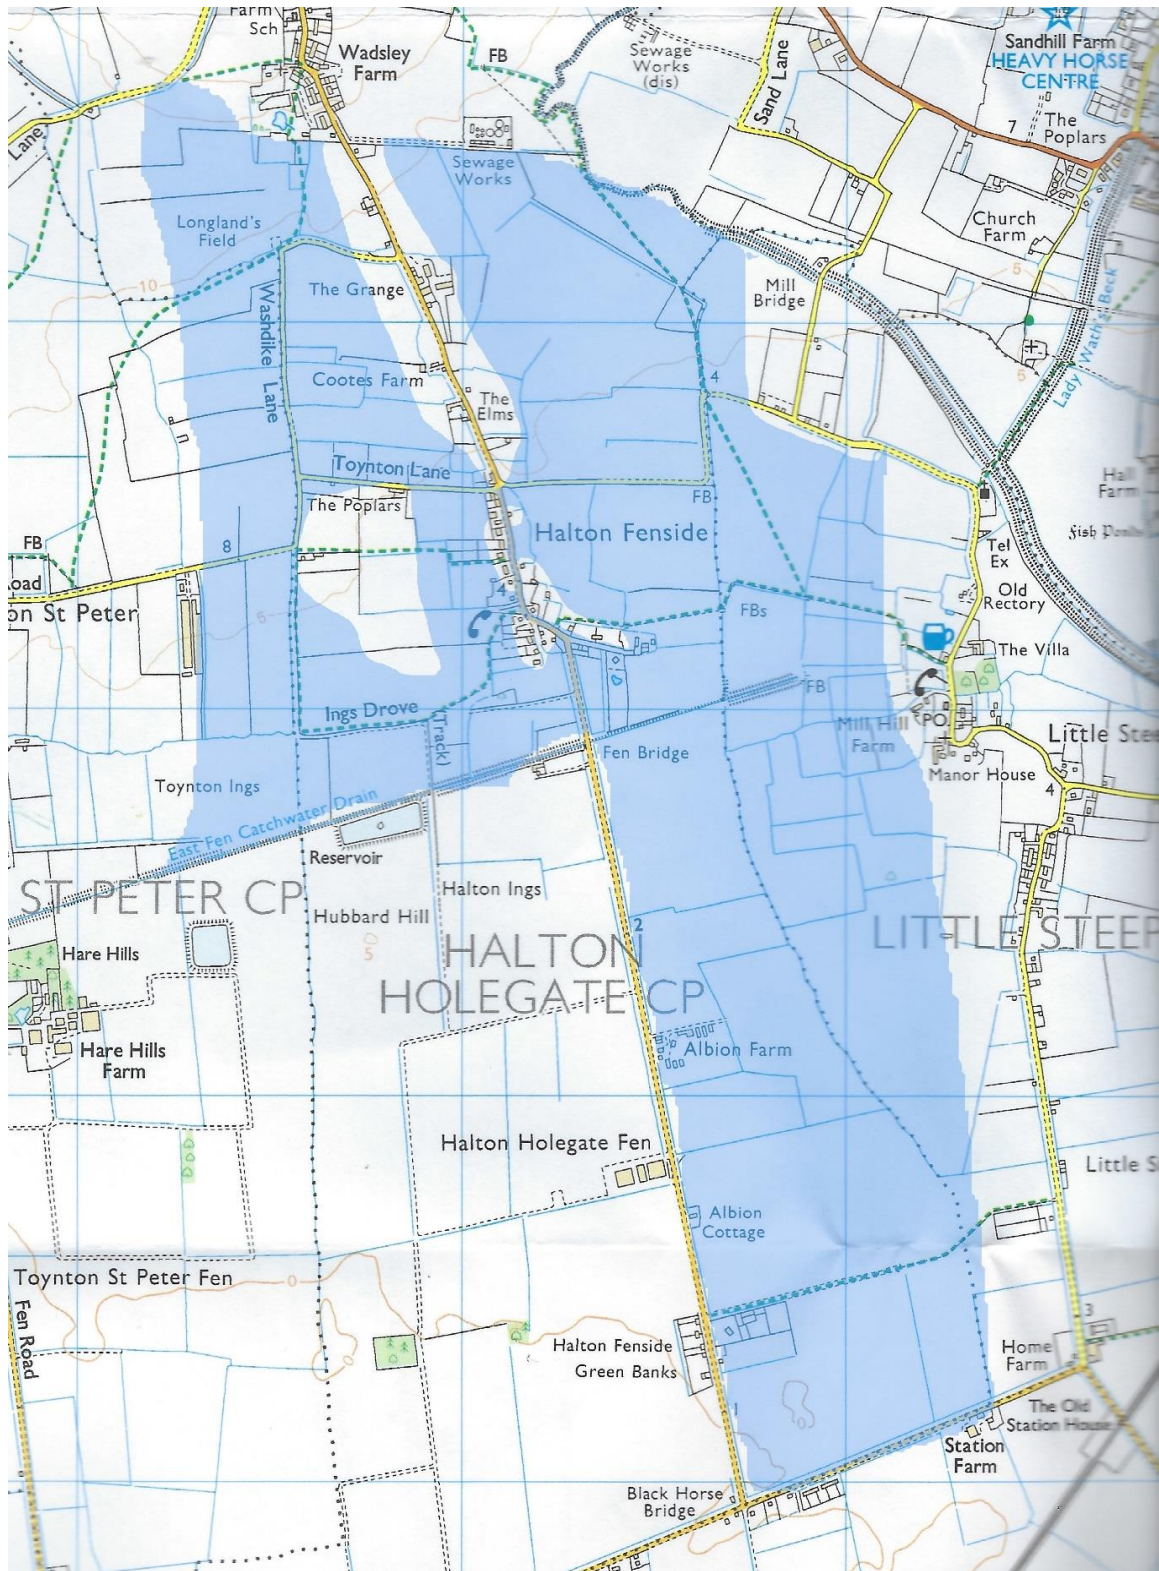 Farm
Sch
Wadsley
Farm
FB
Sewage
Works
(dis)
Sand Lane
Sandhill Farm
HEAVY HORSE
CENTRE
The
Poplars
7
Lane
Sewage
Works
Longland's
Field
Church
Farm
5
10
The Grange
Mill
Bridge
Washdike Lane
Lady Wath's Beck
5
Cootes Farm
4
The
Elms
Toynton Lane
The Poplars
FB
Hall
Farm
Fish Ponds
Halton Fenside
8
FB
oad
on St Peter
Tel
Ex
Old
Rectory
4
5
FBs
The Villa
FB
Ings Drove
(Track)
Mill Hill
Farm
PO
Little Stee
Fen Bridge
Manor House
4
Toynton Ings
East Fen Catchwater Drain
Reservoir
ST PETER CP
Halton Ings
Hubbard Hill
5
2
HALTON
HOLEGATE CP
LITTLE STEEP
Hare Hills
Hare Hills
Farm
Albion Farm
Halton Holegate Fen
Little S
Albion
Cottage
Toynton St Peter Fen
0
Fen Road
3
Halton Fenside
Green Banks
Home
Farm
1
0
The Old
Station House
Station
Farm
Black Horse
Bridge